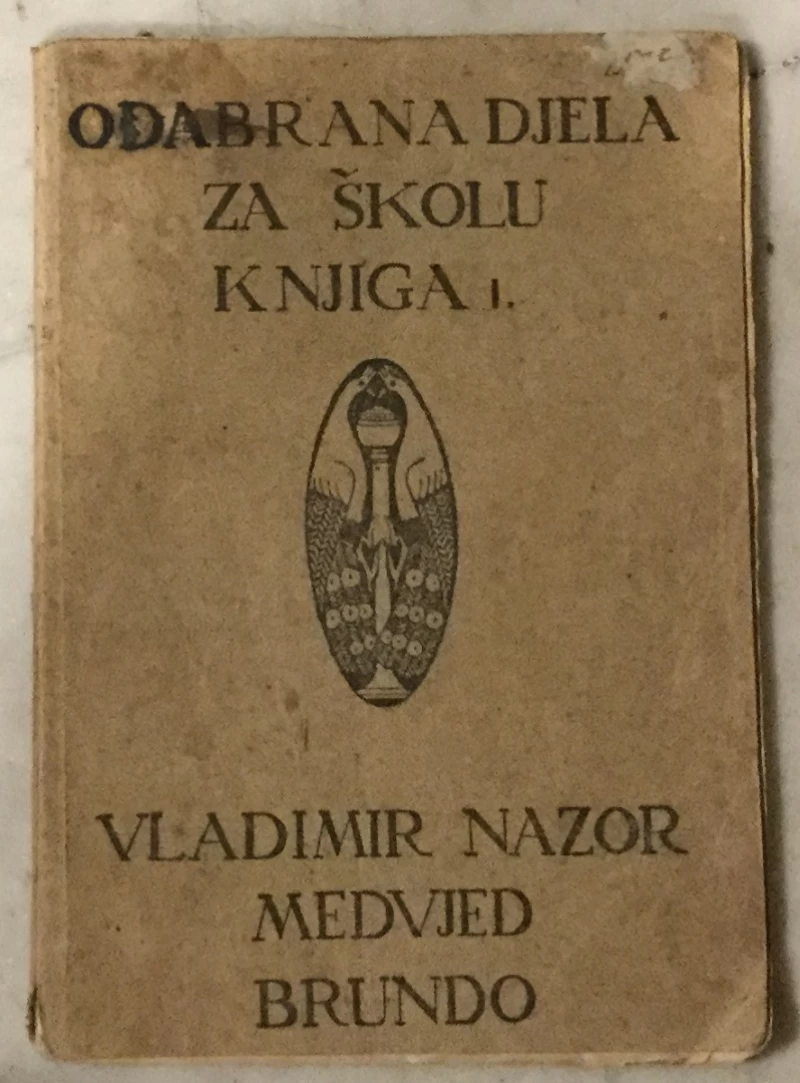 ODABRANA DJELA
ZA ŠKOLU
KNJIGA I.
VLADIMIR NAZOR
MEDVJED
BRUNDO